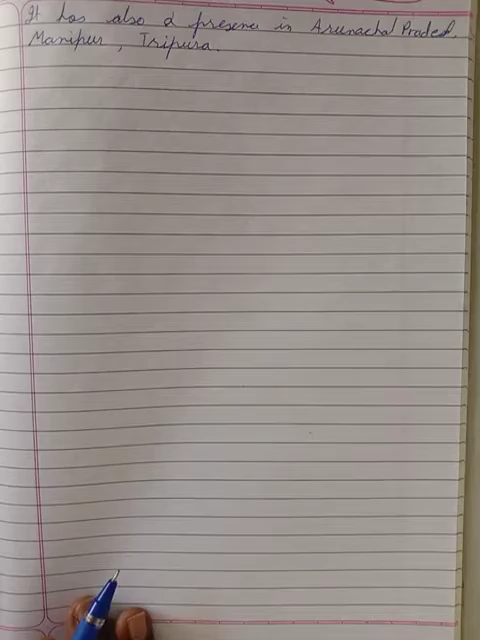 It has also a presence in Arunachal Pradesh,
Manipur, Tripura.